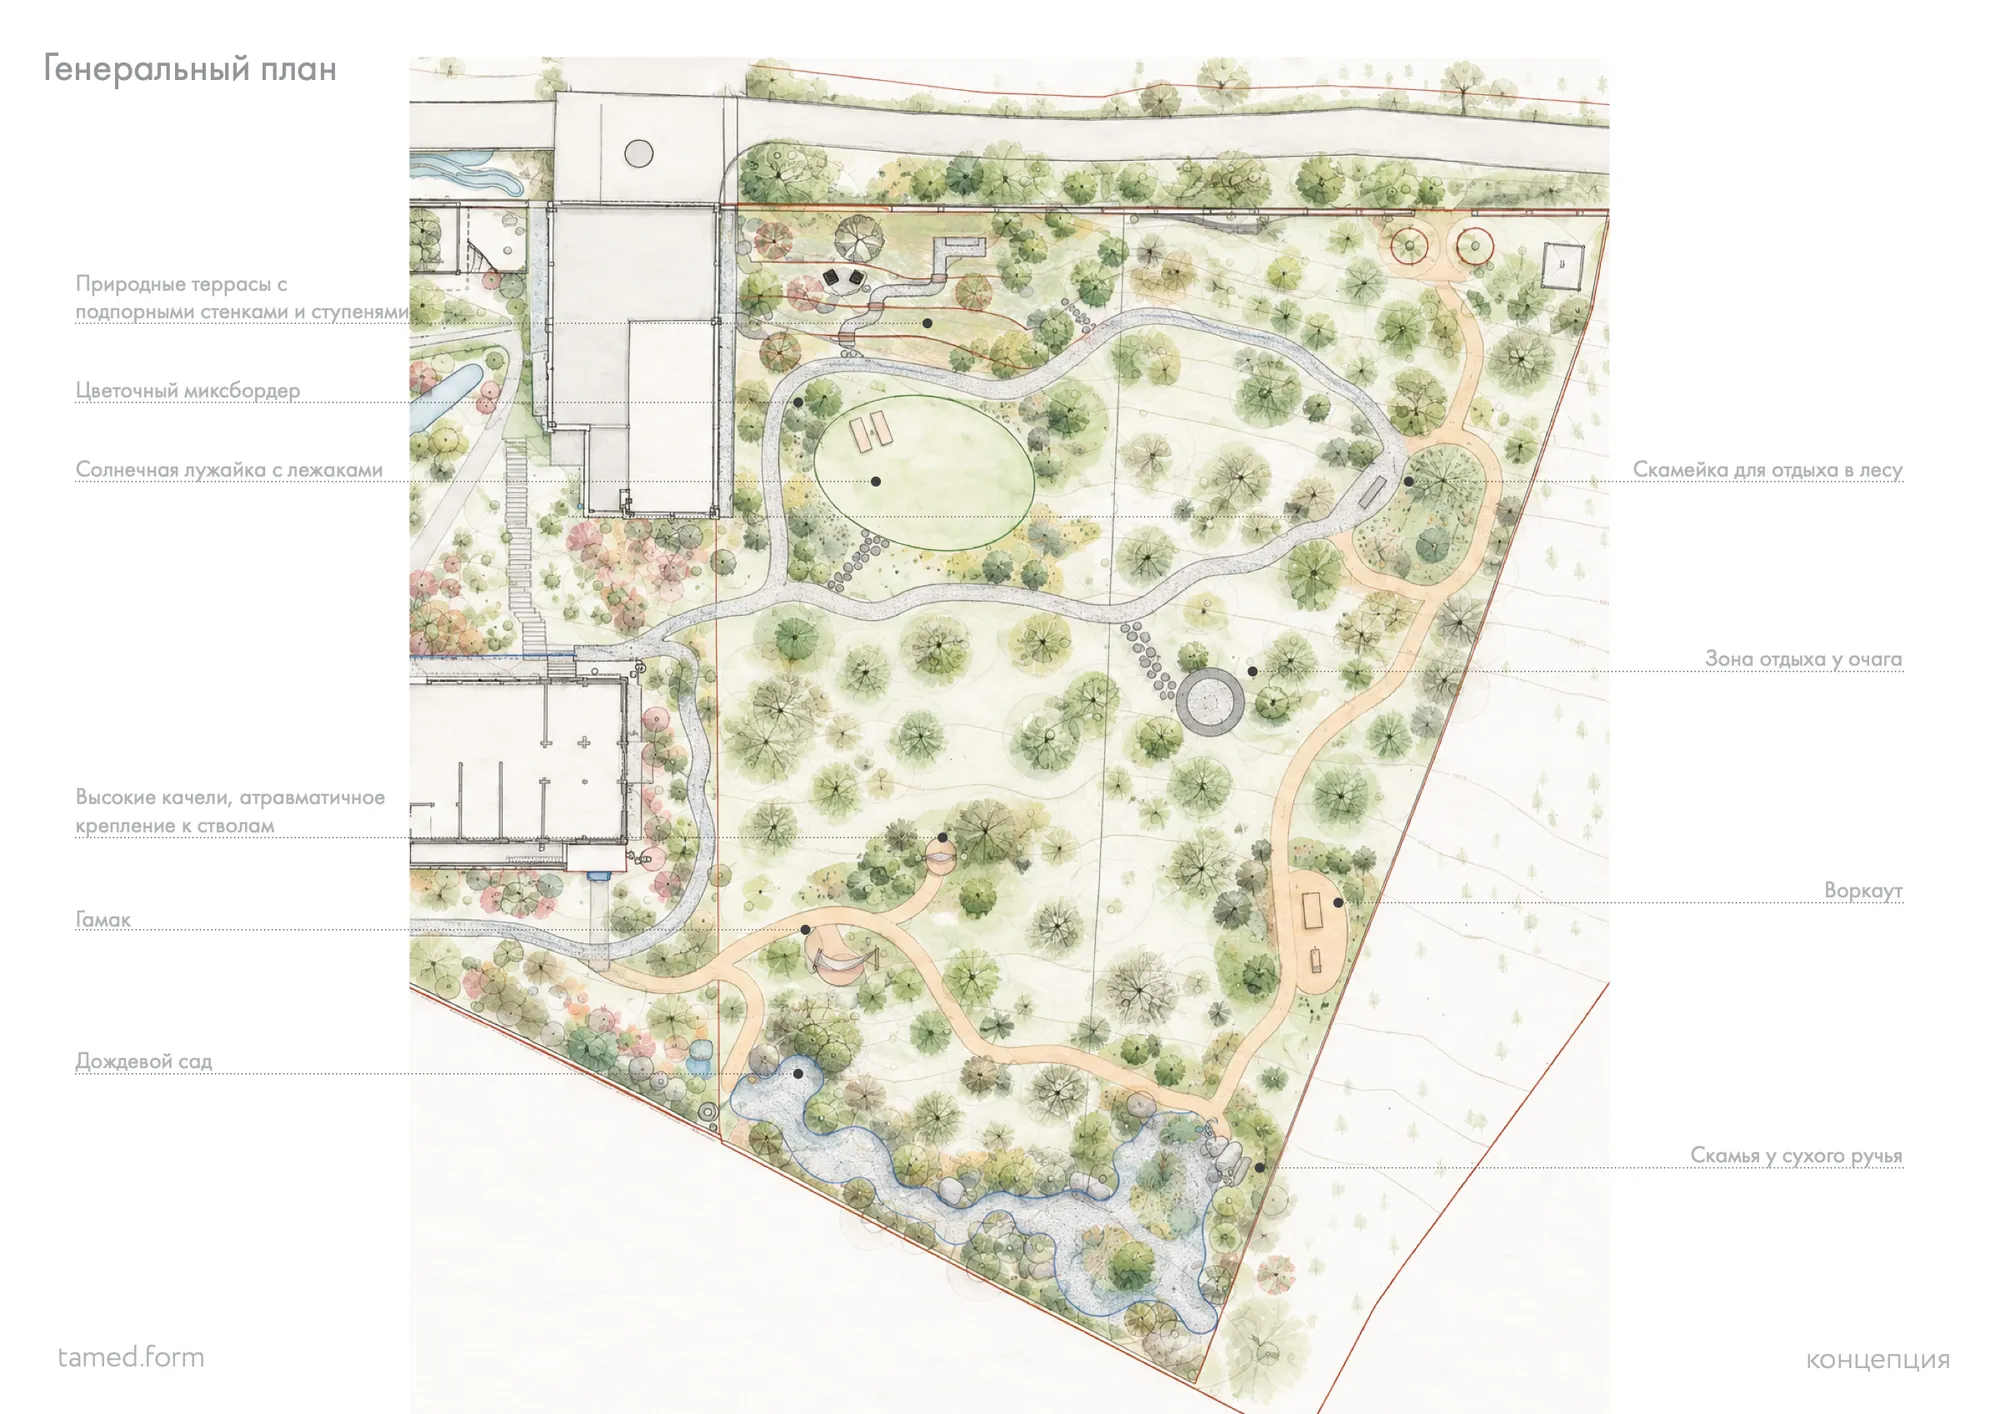 Генеральный план
Природные террасы с
подпорными стенками и ступенями
Цветочный миксбордер
Солнечная лужайка с лежаками
Скамейка для отдыха в лесу
Зона отдыха у очага
Высокие качели, атравматичное
крепление к стволам
Воркаут
Гамак
Дождевой сад
Скамья у сухого ручья
tamed.form
концепция